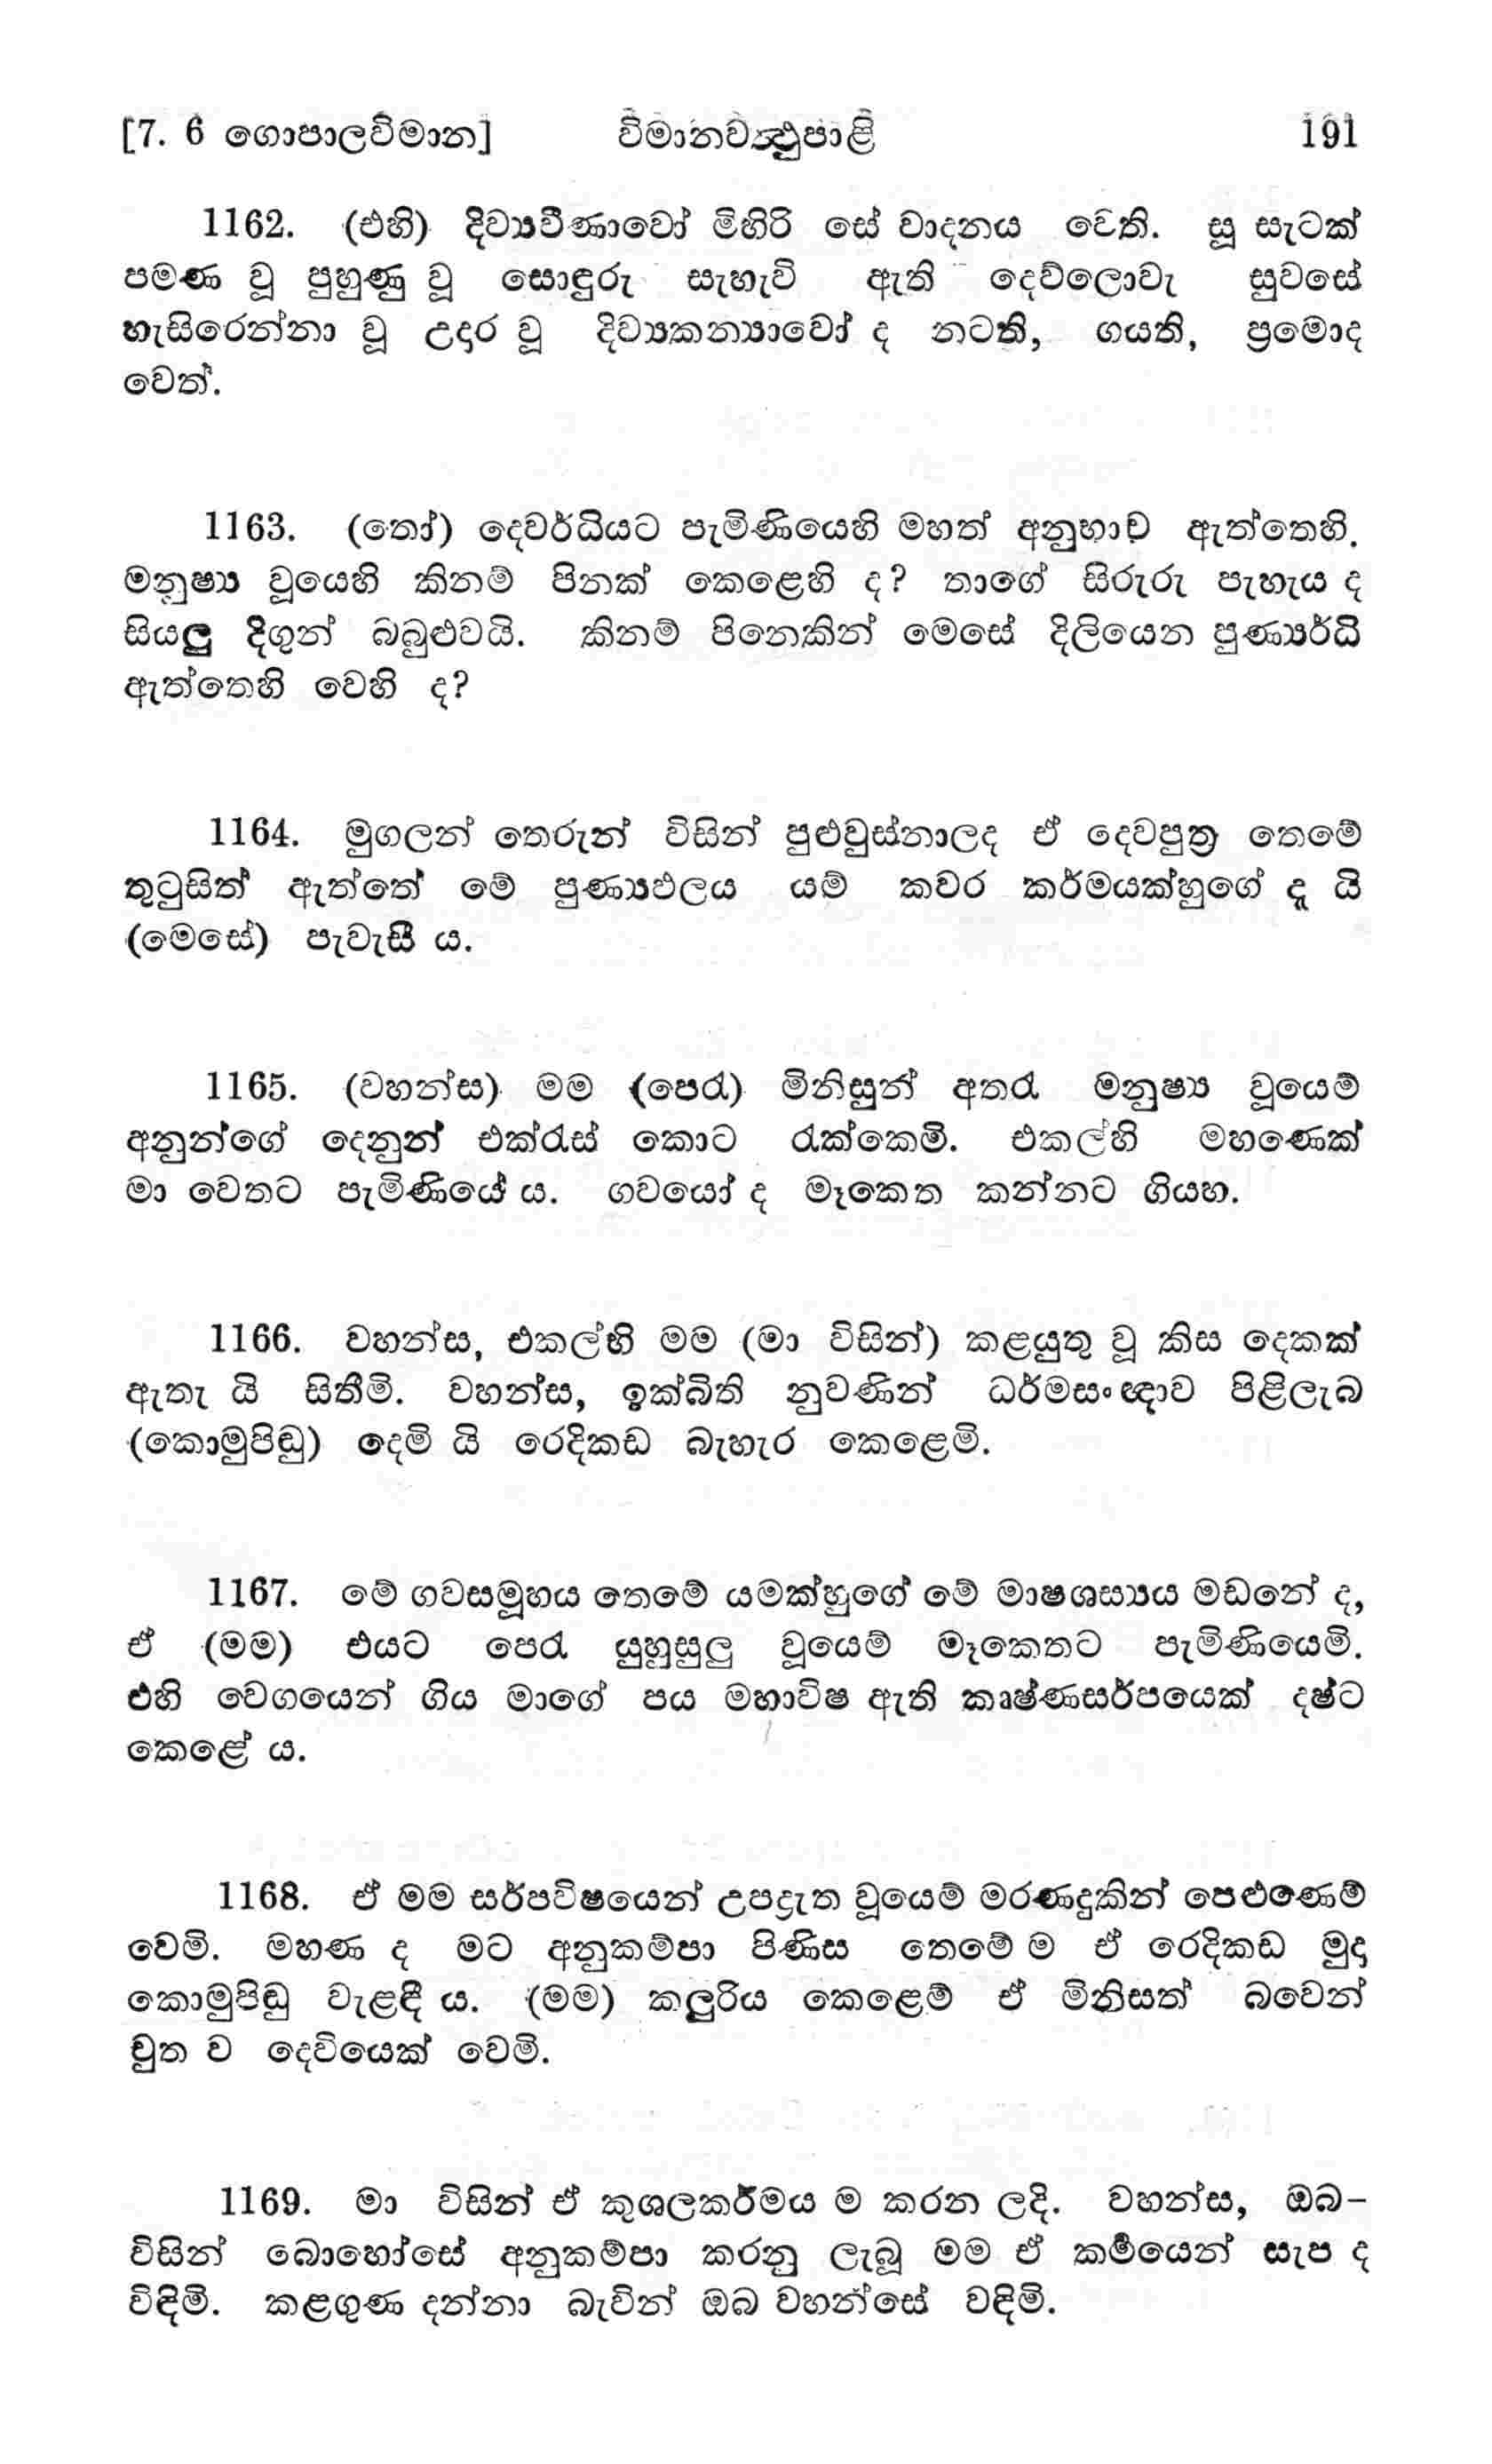 [7. 6 ගොපාලවිමාන] විමානවත්‍ථුපාළි 191
1162. (එහි) දිව්‍යවීණාවෝ මිහිරි සේ වාදනය වෙති. සූ සැටක්
පමණ වූ පුහුණු වූ සොඳුරු සැහැවි ඇති දෙව්ලොවැ සුවසේ
හැසිරෙන්නා වූ උදාර වූ දිව්‍යකන්‍යාවෝ ද නටති, ගයති, ප්‍රමොද
වෙත්.
1163. (තෝ) දෙවර්ධියට පැමිණියෙහි මහත් අනුභාව ඇත්තෙහි.
මනුෂ්‍ය වූයෙහි කිනම් පිනක් කෙළෙහි ද? තාගේ සිරුරු පැහැය ද
සියලු දිගුන් බබුළුවයි. කිනම් පිනෙකින් මෙසේ දිලියෙන පුණ්‍යර්ධි
ඇත්තෙහි වෙහි ද?
1164. මුගලන් තෙරුන් විසින් පුළුවුස්නාලද ඒ දෙවපුත්‍ර තෙමේ
තුටුසිත් ඇත්තේ මේ පුණ්‍යඵලය යම් කවර කර්මයක්හුගේ දැ යි
(මෙසේ) පැවැසී ය.
1165. (වහන්ස) මම (පෙරැ) මිනිසුන් අතරැ මනුෂ්‍ය වූයෙම්
අනුන්ගේ දෙනුන් එක්රැස් කොට රැක්කෙමි. එකල්හි මහණෙක්
මා වෙතට පැමිණියේ ය. ගවයෝ ද මෑකෙත කන්නට ගියහ.
1166. වහන්ස, එකල්හි මම (මා විසින්) කළයුතු වූ කිස දෙකක්
ඇතැ යි සිතීමි. වහන්ස, ඉක්බිති නුවණින් ධර්මසංඥාව පිළිලැබ
(කොමුපිඬු) දෙමි යි රෙදිකඩ බැහැර කෙළෙමි.
1167. මේ ගවසමූහය තෙමේ යමක්හුගේ මේ මාෂශස්‍යය මඩනේ ද,
ඒ (මම) එයට පෙරැ යුහුසුලු වූයෙම් මෑකෙතට පැමිණියෙමි.
එහි වෙගයෙන් ගිය මාගේ පය මහාවිෂ ඇති කෘෂ්ණසර්පයෙක් දෂ්ට
කෙළේ ය.
1168. ඒ මම සර්පවිෂයෙන් උපද්‍රැත වූයෙම් මරණදුකින් පෙළුණෙම්
වෙමි. මහණ ද මට අනුකම්පා පිණිස තෙමේ ම ඒ රෙදිකඩ මුදා
කොමුපිඬු වැළඳී ය. (මම) කලුරිය කෙළෙම් ඒ මිනිසත් බවෙන්
චුත ව දෙවියෙක් වෙමි.
1169. මා විසින් ඒ කුශලකර්මය ම කරන ලදි. වහන්ස, ඔබ-
විසින් බොහෝසේ අනුකම්පා කරනු ලැබූ මම ඒ කර්‍මයෙන් සැප ද
විඳිමි. කළගුණ දන්නා බැවින් ඔබ වහන්සේ වඳිමි.